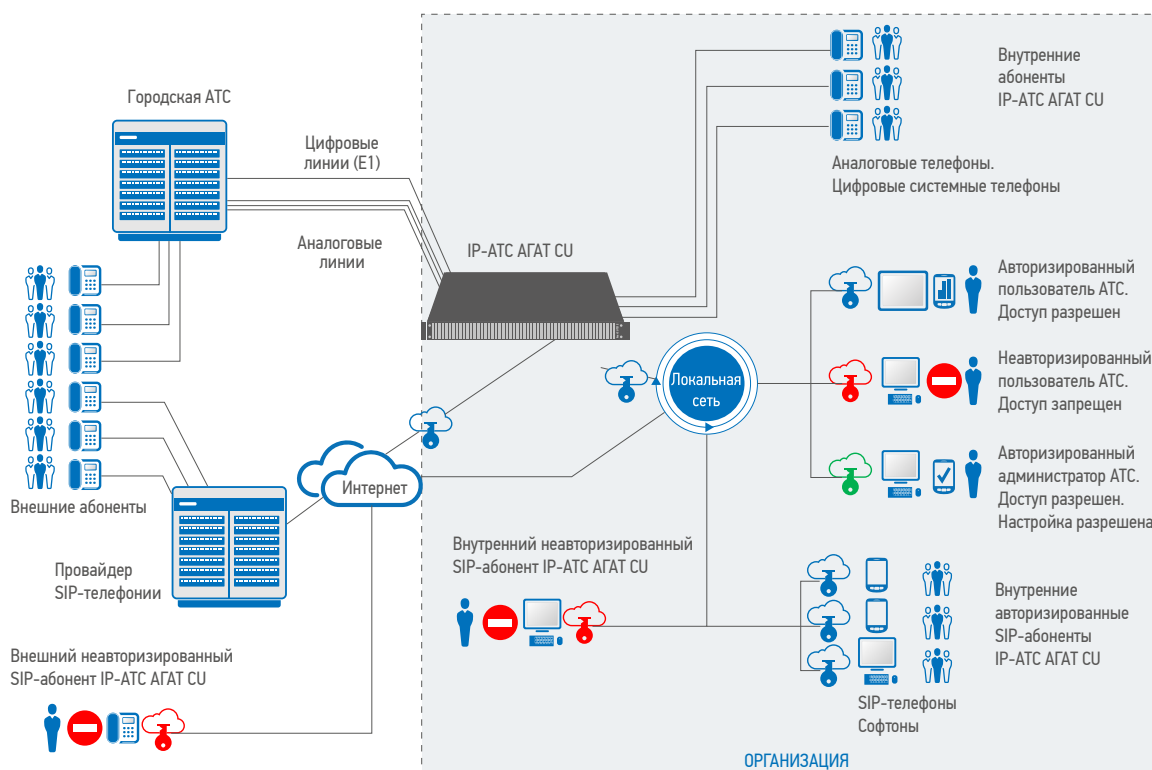 Городская АТС
Цифровые
линии (E1)
Аналоговые
линии
IP-АТС АГАТ CU
Внутренние
абоненты
IP-АТС АГАТ CU
Аналоговые телефоны.
Цифровые системные телефоны
Авторизированный
пользователь АТС.
Доступ разрешен
Неавторизированный
пользователь АТС.
Доступ запрещен
Авторизированный
администратор АТС.
Доступ разрешен.
Настройка разрешена
Локальная
сеть
Интернет
Внешние абоненты
Провайдер
SIP-телефонии
Внутренний неавторизированный
SIP-абонент IP-АТС АГАТ CU
Внутренние
авторизированные
SIP-абоненты
IP-АТС АГАТ CU
SIP-телефоны
Софтоны
Внешний неавторизированный
SIP-абонент IP-АТС АГАТ CU
ОРГАНИЗАЦИЯ